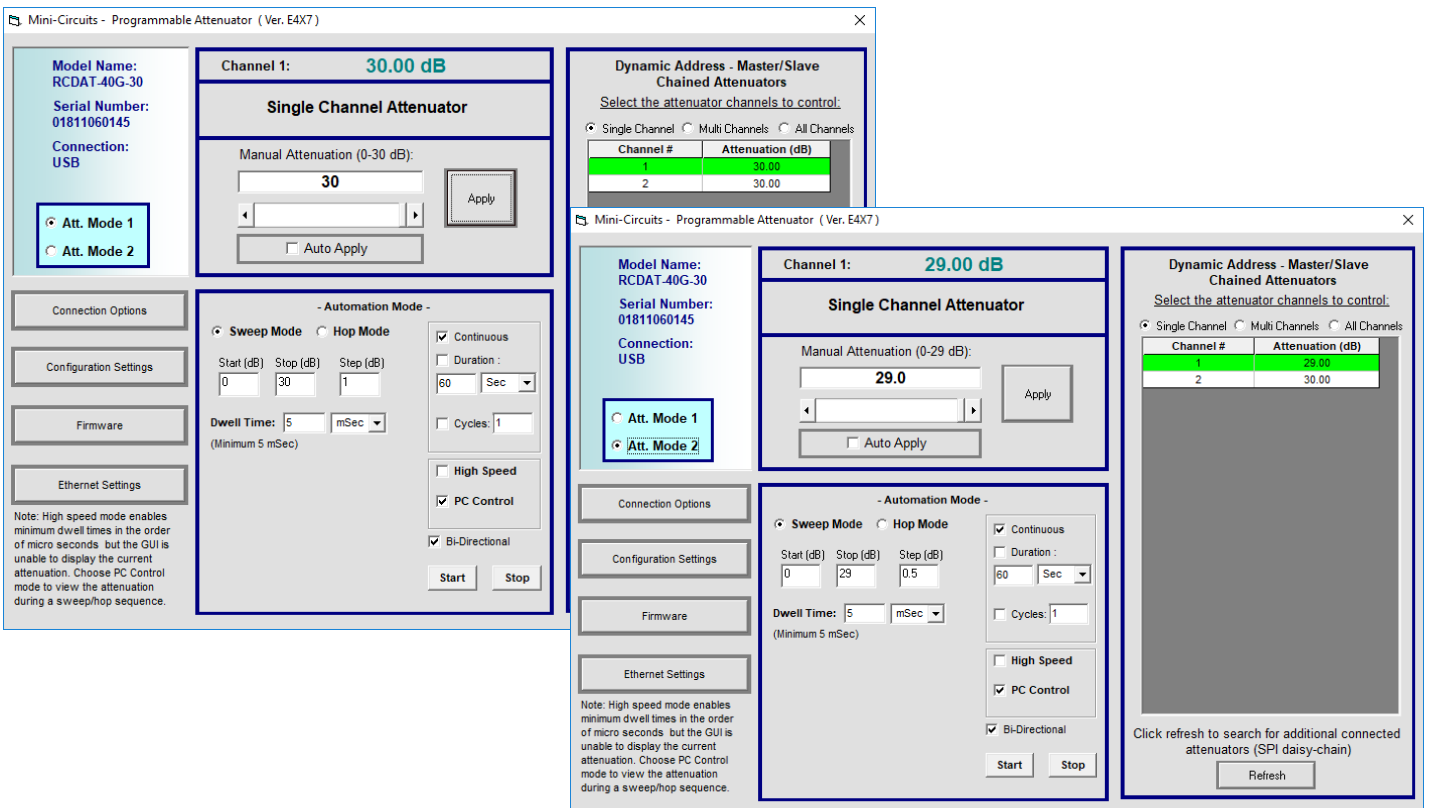 Mini-Circuits - Programmable Attenuator ( Ver. E4X7 )
Model Name:
RCDAT-40G-30
Serial Number:
01811060145
Connection:
USB
Att. Mode 1
Att. Mode 2
Channel 1: 30.00 dB
Single Channel Attenuator
Manual Attenuation (0-30 dB):
30
Apply
Auto Apply
Dynamic Address - Master/Slave
Chained Attenuators
Select the attenuator channels to control:
Single Channel Multi Channels All Channels
Channel # Attenuation (dB)
1 30.00
2 30.00
Connection Options
Configuration Settings
Firmware
Ethernet Settings
Note: High speed mode enables
minimum dwell times in the order
of micro seconds but the GUI is
unable to display the current
attenuation. Choose PC Control
mode to view the attenuation
during a sweep/hop sequence.
- Automation Mode -
Sweep Mode Hop Mode
Start (dB) Stop (dB) Step (dB)
0 30 1
Dwell Time: 5 mSec
(Minimum 5 mSec)
Continuous
Duration :
60 Sec
Cycles: 1
High Speed
PC Control
Bi-Directional
Start Stop
Mini-Circuits - Programmable Attenuator ( Ver. E4X7 )
Model Name:
RCDAT-40G-30
Serial Number:
01811060145
Connection:
USB
Att. Mode 1
Att. Mode 2
Channel 1: 29.00 dB
Single Channel Attenuator
Manual Attenuation (0-29 dB):
29.0
Apply
Auto Apply
Dynamic Address - Master/Slave
Chained Attenuators
Select the attenuator channels to control:
Single Channel Multi Channels All Channels
Channel # Attenuation (dB)
1 29.00
2 30.00
Connection Options
Configuration Settings
Firmware
Ethernet Settings
Note: High speed mode enables
minimum dwell times in the order
of micro seconds but the GUI is
unable to display the current
attenuation. Choose PC Control
mode to view the attenuation
during a sweep/hop sequence.
- Automation Mode -
Sweep Mode Hop Mode
Start (dB) Stop (dB) Step (dB)
0 29 0.5
Dwell Time: 5 mSec
(Minimum 5 mSec)
Continuous
Duration :
60 Sec
Cycles: 1
High Speed
PC Control
Bi-Directional
Start Stop
Click refresh to search for additional connected
attenuators (SPI daisy-chain)
Refresh